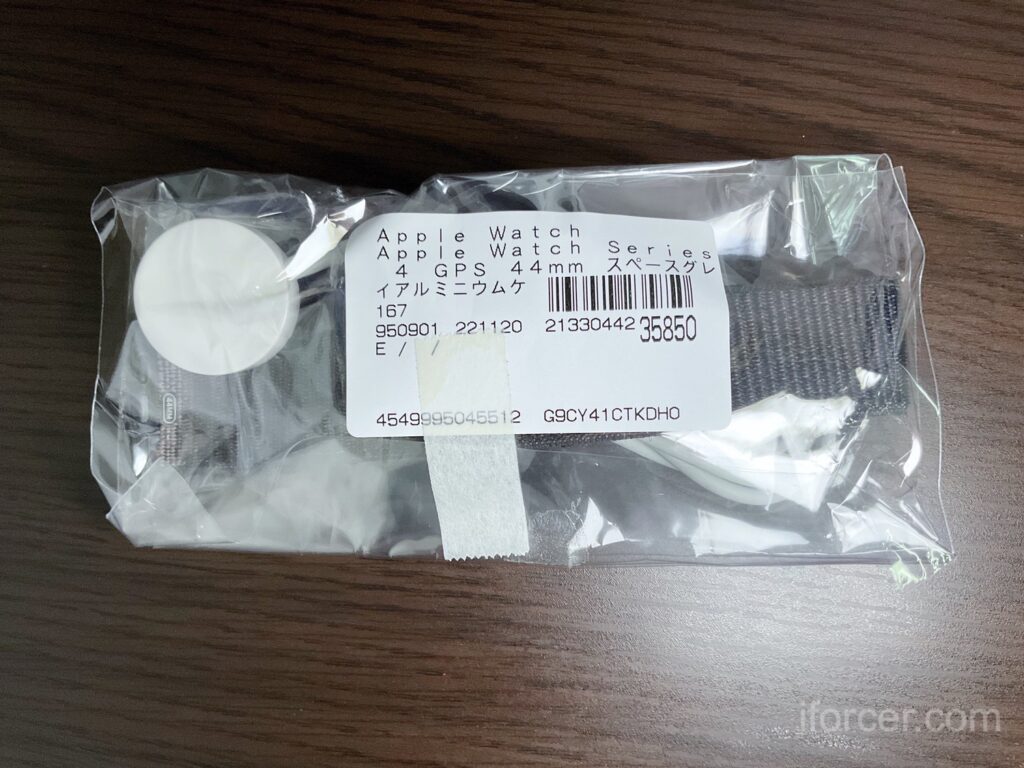 Apple Watch
Apple Watch Series
4 GPS 44mm スペースグレ
イアルミニウムケ
167
950901 221120 21330442 35850
E / /
4549995045512 G9CY41CTKDH0
44MM
iforcer.com